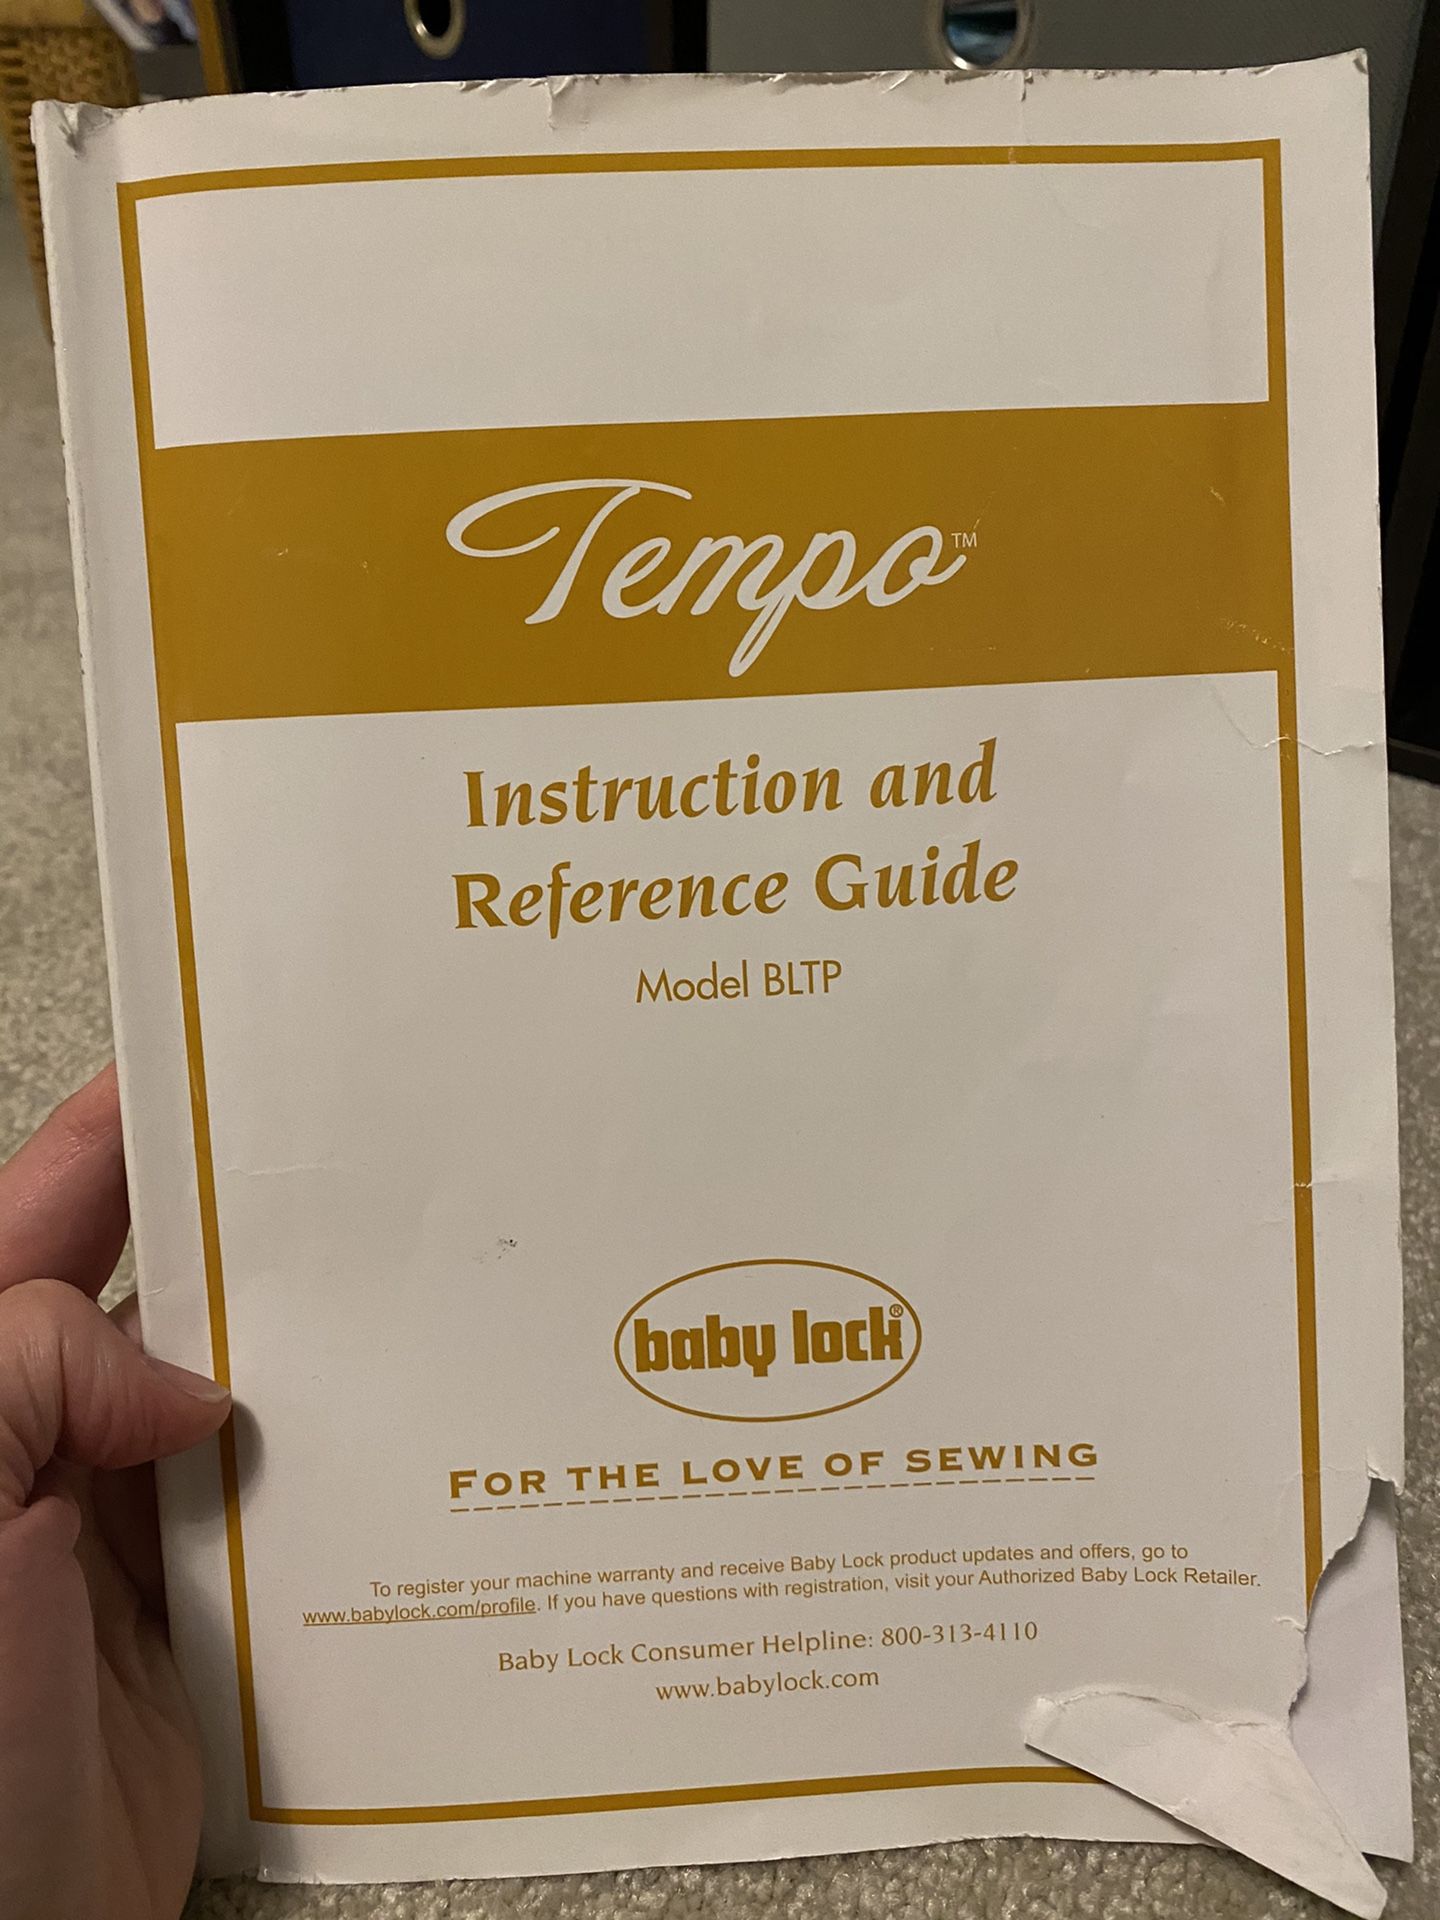 Tempo™
Instruction and
Reference Guide
Model BLTP
baby lock®
FOR THE LOVE OF SEWING
To register your machine warranty and receive Baby Lock product updates and offers, go to
www.babylock.com/profile. If you have questions with registration, visit your Authorized Baby Lock Retailer.
Baby Lock Consumer Helpline: 800-313-4110
www.babylock.com